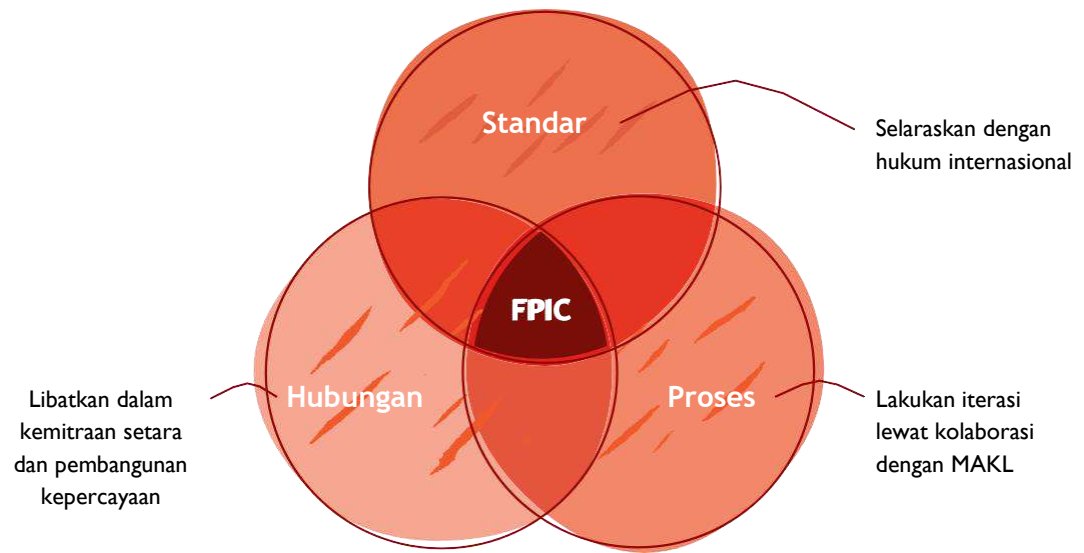 Standar
Selaraskan dengan
hukum internasional
FPIC
Hubungan
Proses
Libatkan dalam
kemitraan setara
dan pembangunan
kepercayaan
Lakukan iterasi
lewat kolaborasi
dengan MAKL